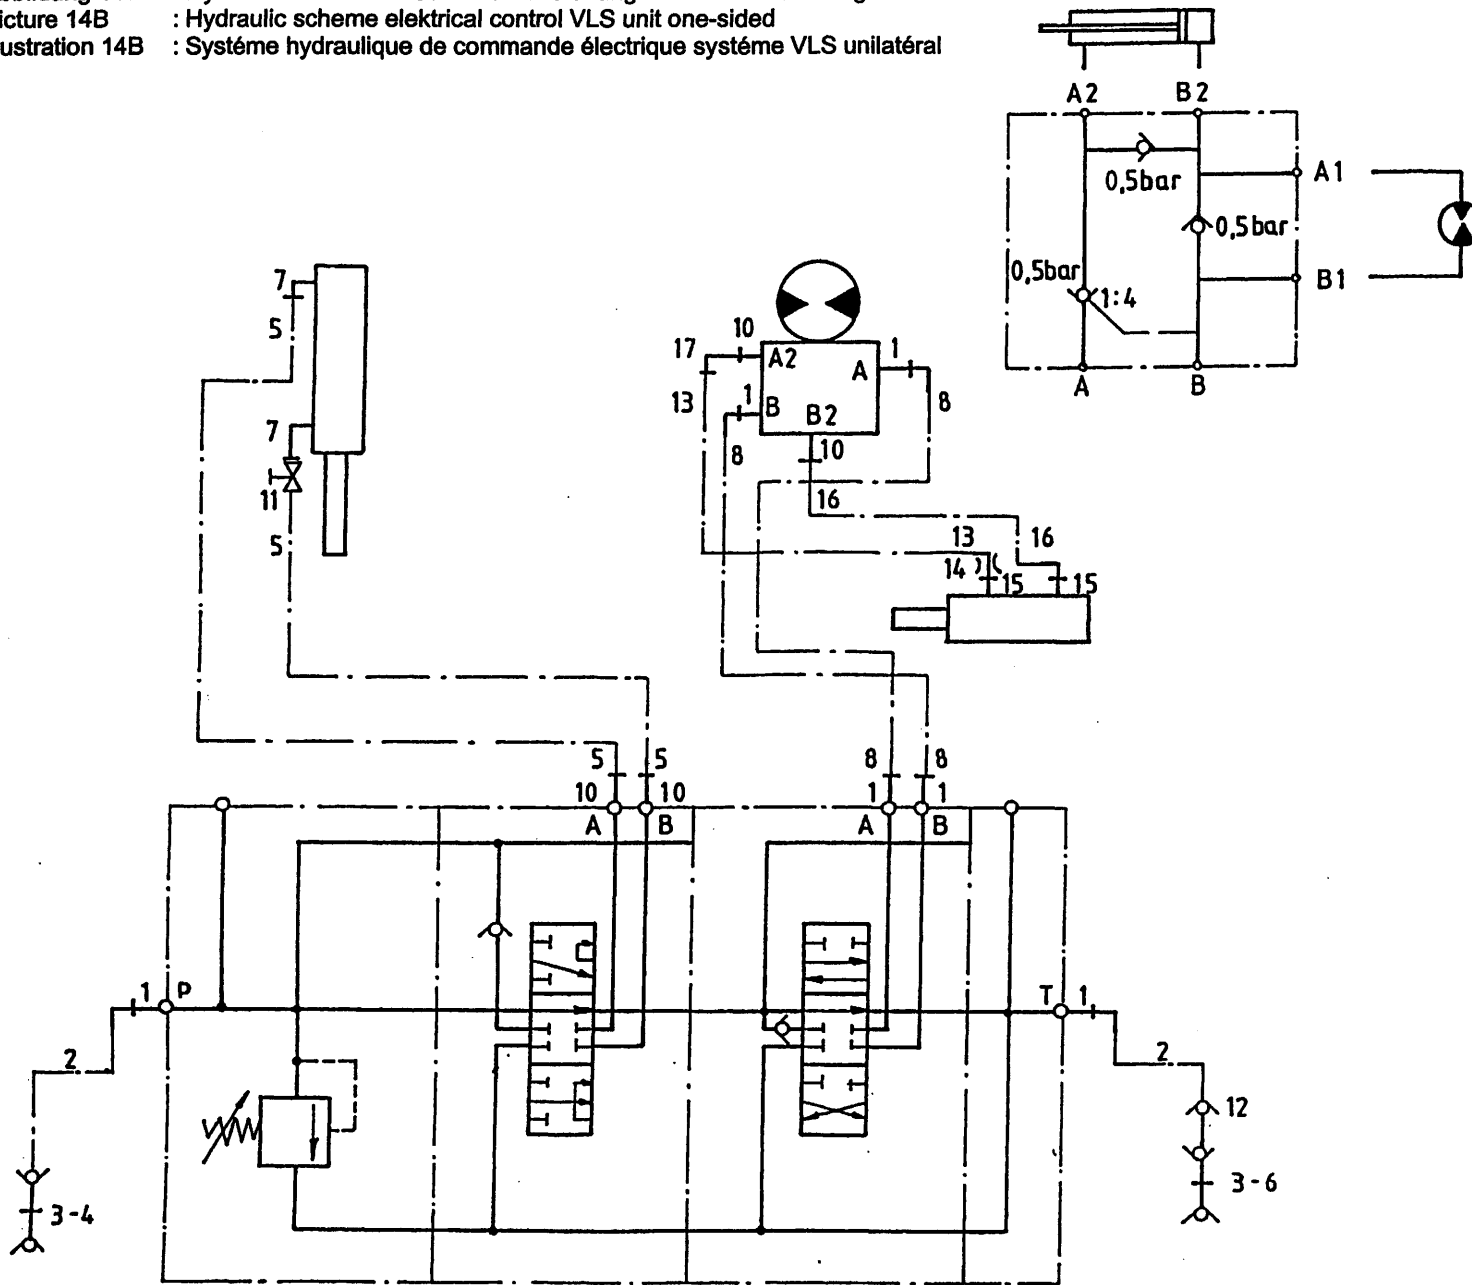 icture 14B : Hydraulic scheme elektrical control VLS unit one-sided
ustration 14B : Systéme hydraulique de commande électrique systéme VLS unilatéral
A2 B2
0,5bar
A1
0,5bar
0,5bar
1:4
B1
A B
7
5
7
11
5
17 10
A2
A
1
13
1
B
B2
8
8
10
16
13 16
14 15 15
5 5
10 10
A B
8 8
1 1
A B
1 P
T 1
2
2
12
3-4
3-6